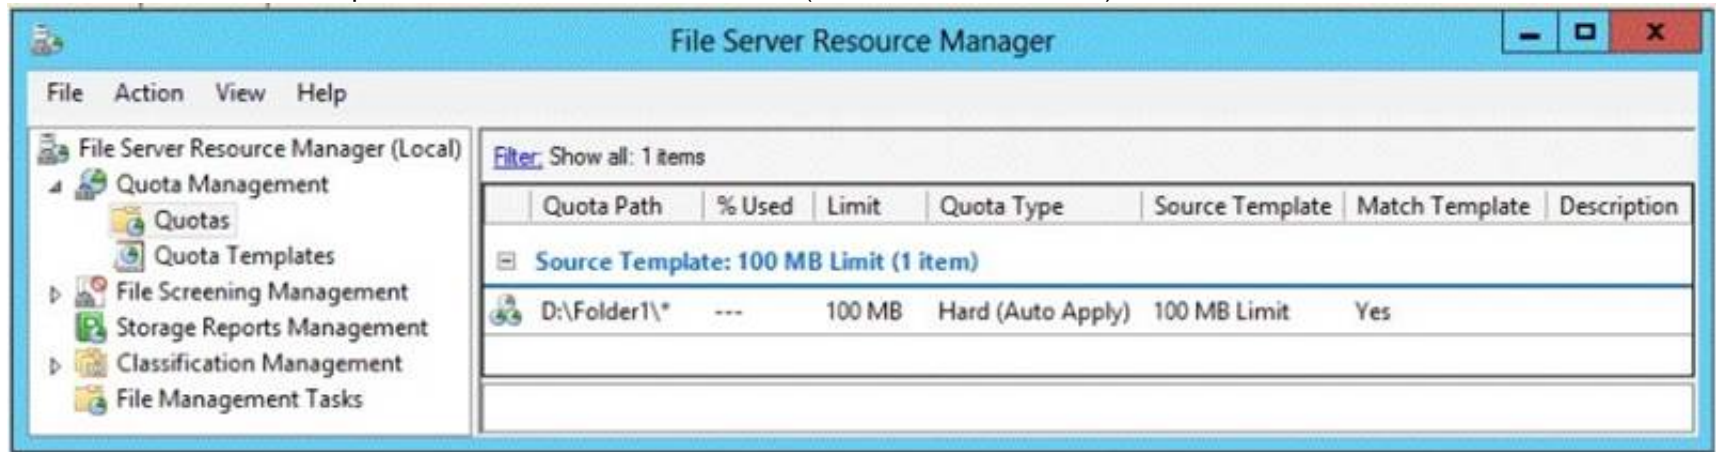 File Server Resource Manager
File Action View Help
File Server Resource Manager (Local)
Quota Management
Quotas
Quota Templates
File Screening Management
Storage Reports Management
Classification Management
File Management Tasks
Filter: Show all: 1 items
Quota Path % Used Limit Quota Type Source Template Match Template Description
Source Template: 100 MB Limit (1 item)
D:\Folder1\* --- 100 MB Hard (Auto Apply) 100 MB Limit Yes